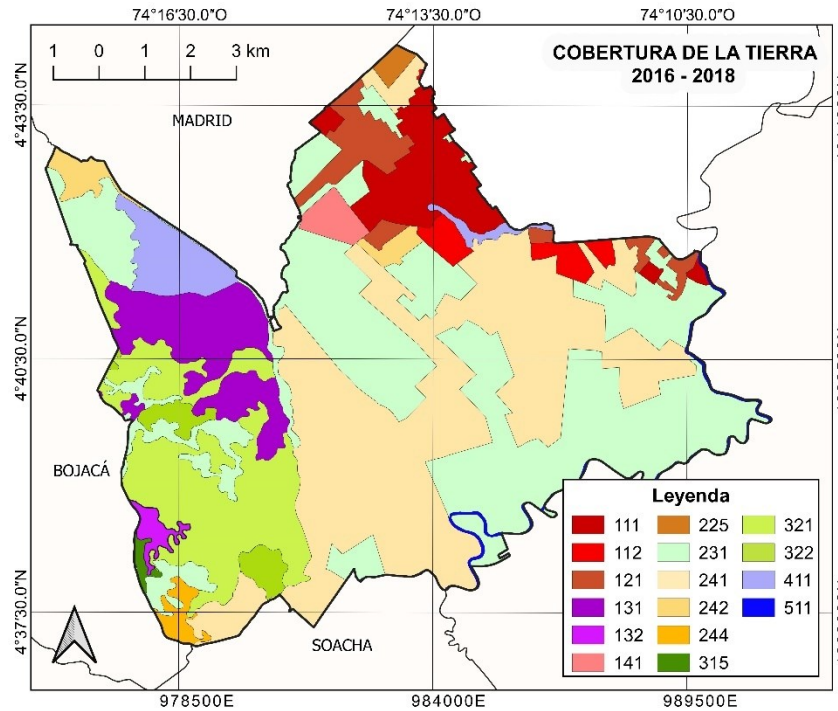 74°16'30.0"O 74°13'30.0"O 74°10'30.0"O
1 0 1 2 3 km
COBERTURA DE LA TIERRA
2016 - 2018
4°43'30.0"N
MADRID
4°40'30.0"N
BOJACÁ
Leyenda
111 225 321
112 231 322
121 241 411
131 242 511
132 244
141 315
4°37'30.0"N
SOACHA
978500E 984000E 989500E